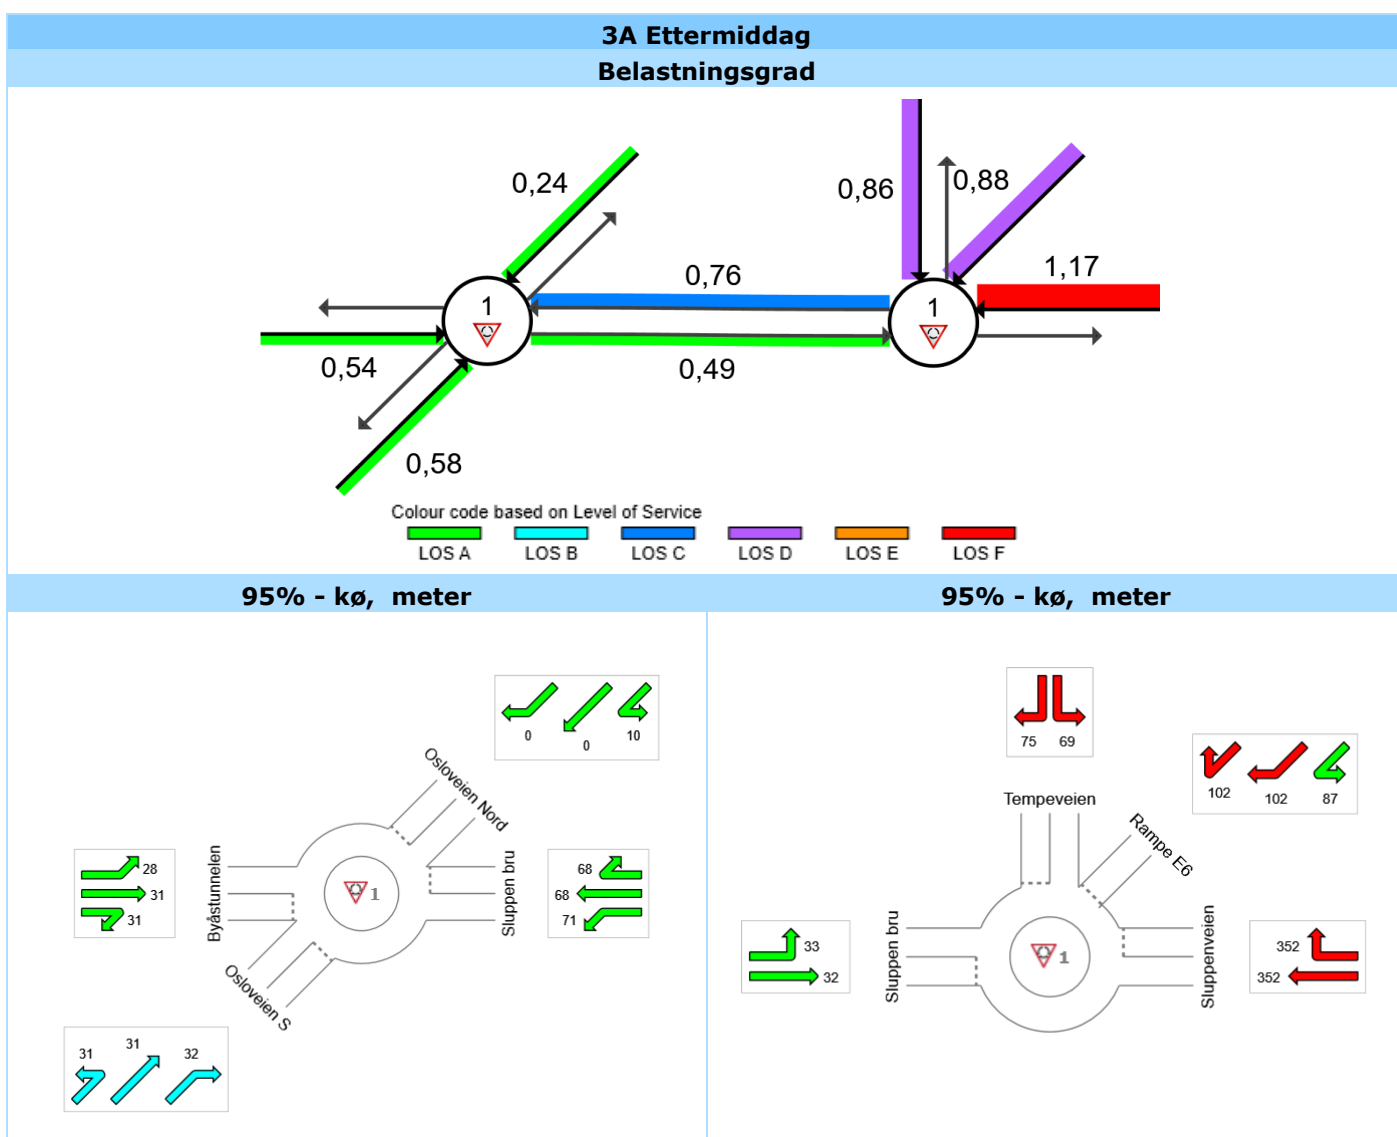 3A Ettermiddag
Belastningsgrad
0,24
0,86
0,88
0,76
1,17
1
1
0,54
0,49
0,58
Colour code based on Level of Service
LOS A
LOS B
LOS C
LOS D
LOS E
LOS F
95% - kø, meter
95% - kø, meter
0
0
10
Osloveien Nord
28
31
31
Byåstunnelen
1
Sluppen bru
68
68
71
Osloveien S
31
31
32
75
69
102
102
87
Tempeveien
Rampe E6
33
32
Sluppen bru
1
Sluppenveien
352
352